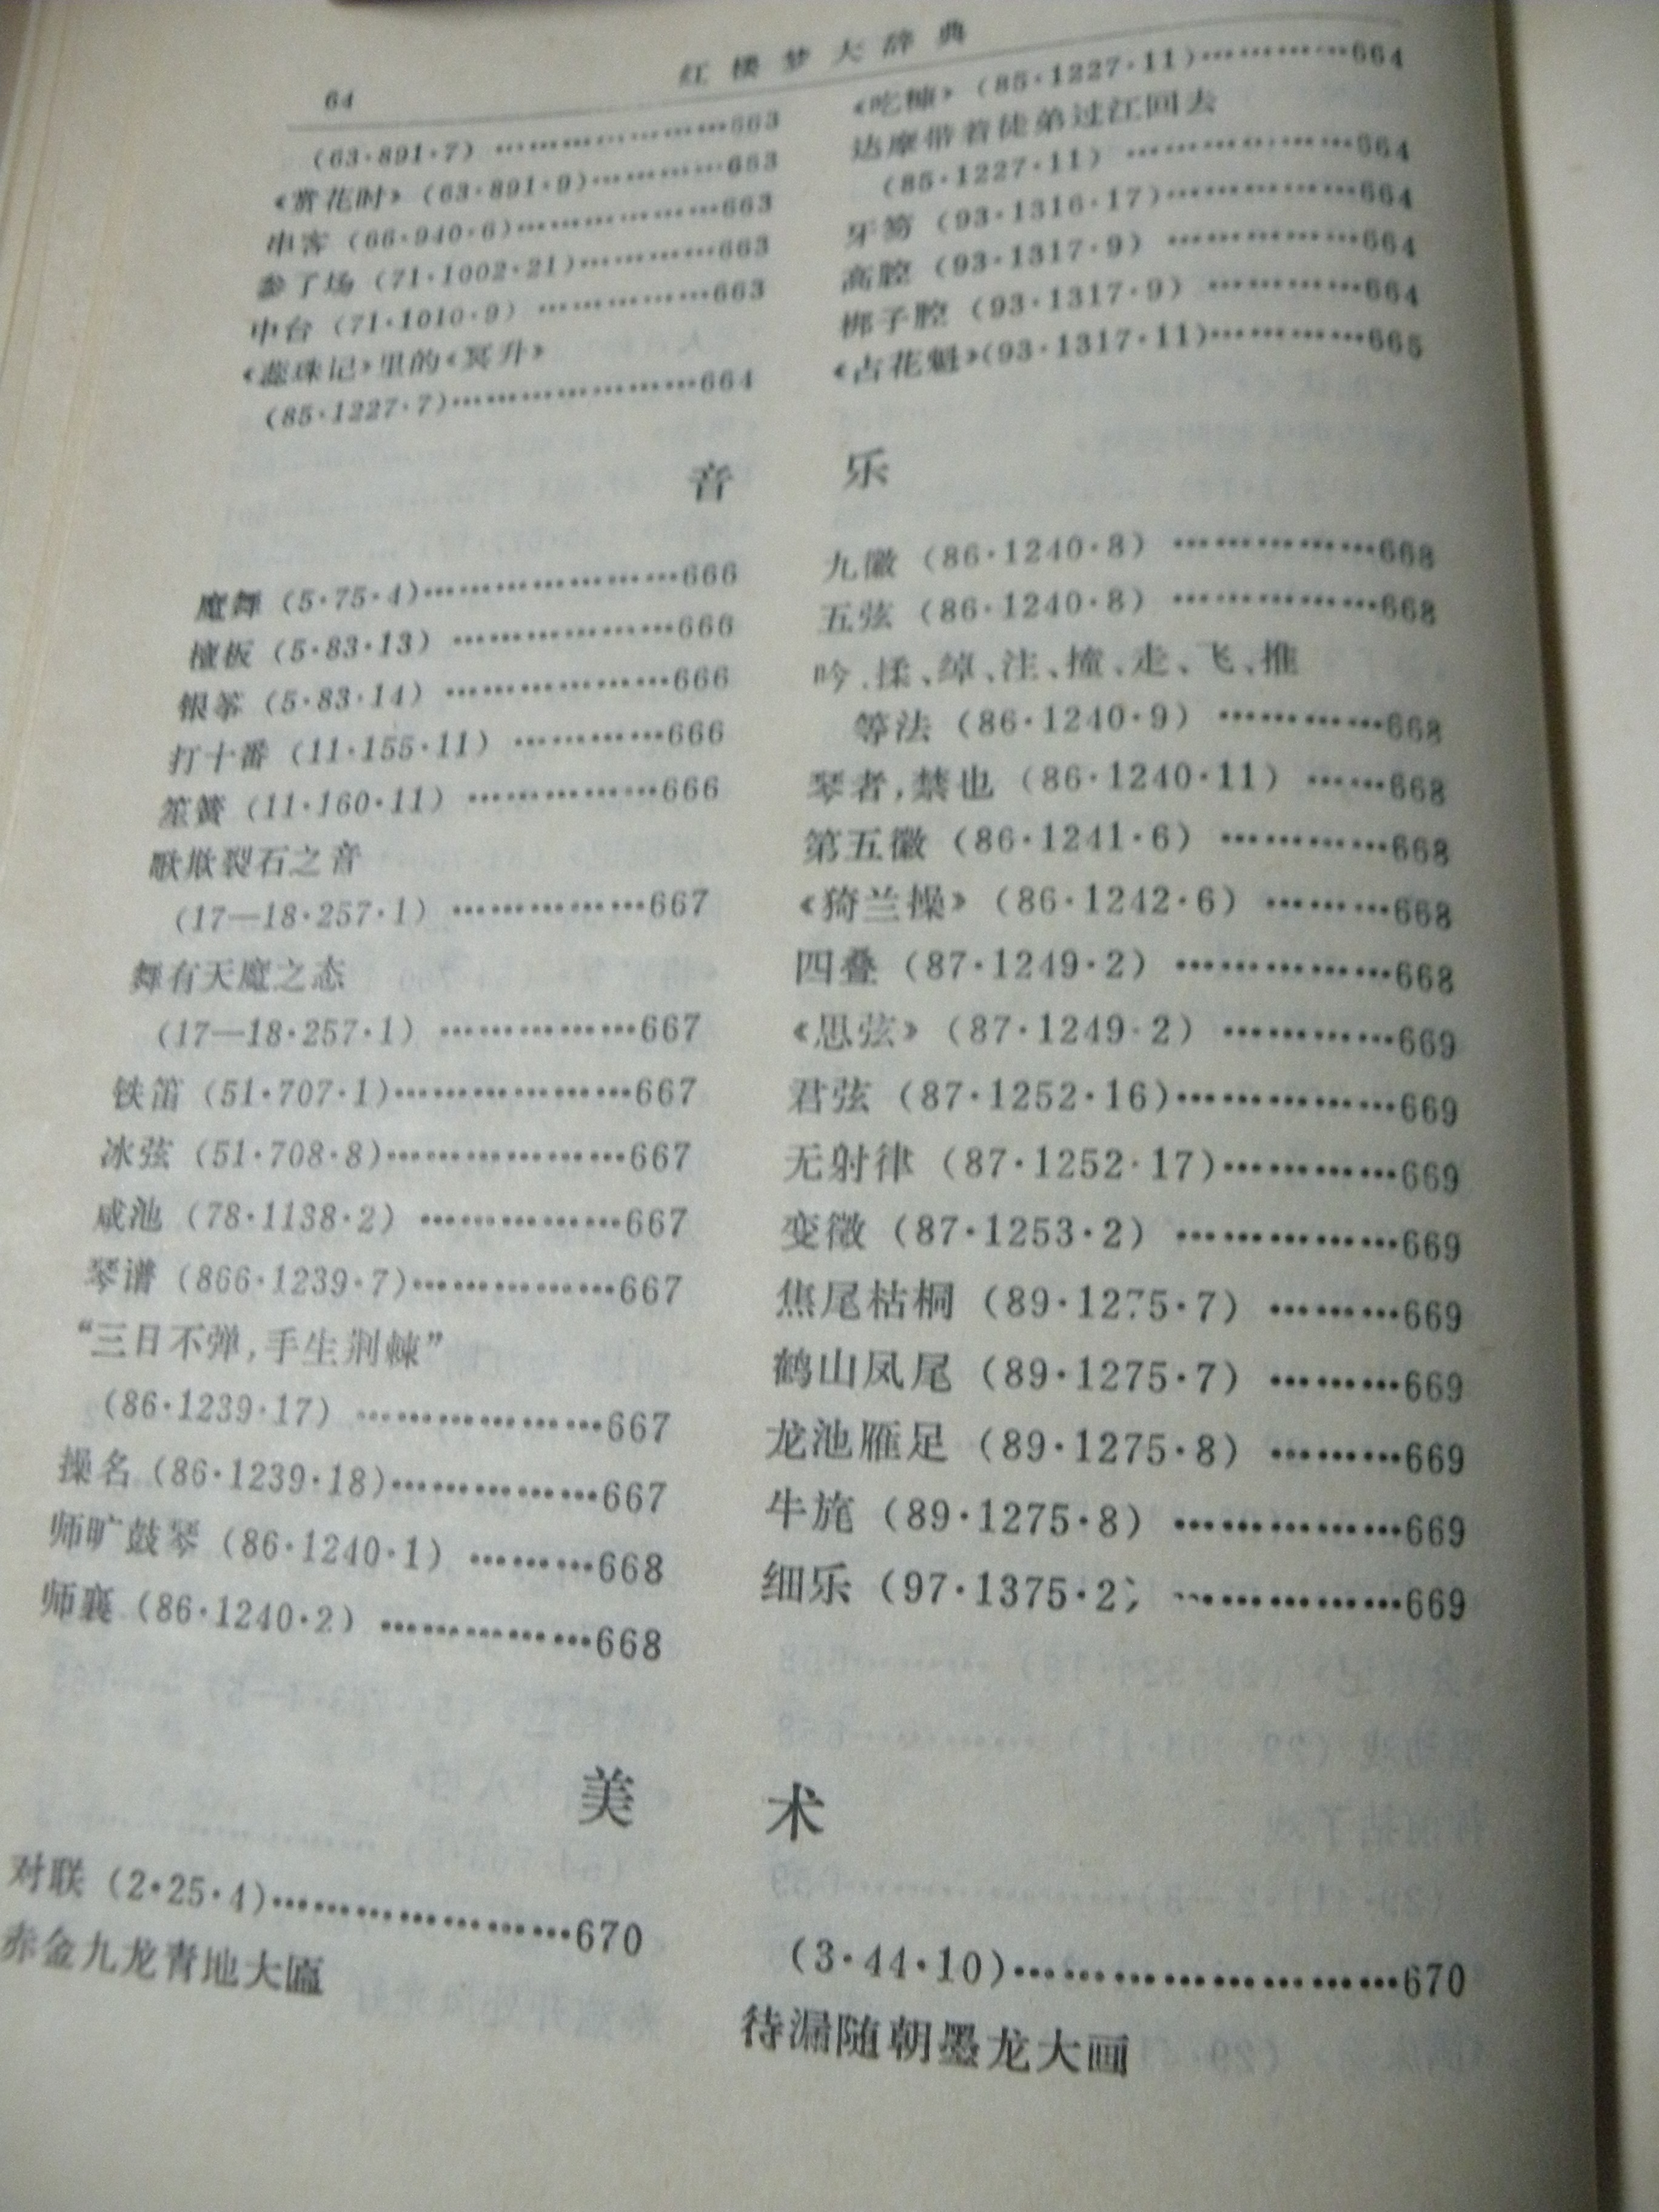 64
红楼梦大辞典
(63·891·7) ……………………663
《赏花时》(63·891·9)…………663
串客 (66·940·6)………………663
参了场 (71·1002·21)…………663
中台 (71·1010·9) ……………663
《蕊珠记》里的《冥升》
(85·1227·7)……………………664
《吃糠》 (85·1227·11)…………664
达摩带着徒弟过江回去
(85·1227·11) …………………664
牙笏 (93·1316·17)……………664
高腔 (93·1317·9) ……………664
梆子腔 (93·1317·9) …………664
《占花魁》(93·1317·11)…………665
音乐
魔舞 (5·75·4)…………………666
檀板 (5·83·13) ………………666
银筝 (5·83·14) ………………666
打十番 (11·155·11) …………666
笙簧 (11·160·11) ……………666
歌欤裂石之音
(17—18·257·1) ……………667
舞有天魔之态
(17—18·257·1) ……………667
铁笛 (51·707·1)………………667
冰弦 (51·708·8)………………667
咸池 (78·1138·2) ……………667
琴谱 (866·1239·7)……………667
“三日不弹,手生荆棘”
(86·1239·17) ………………667
操名 (86·1239·18)……………667
师旷鼓琴 (86·1240·1) ………668
师襄 (86·1240·2) ……………668
九徽 (86·1240·8) ……………668
五弦 (86·1240·8) ……………668
吟、揉、绰、注、撞、走、飞、推
等法 (86·1240·9) …………668
琴者,禁也 (86·1240·11) ……668
第五徽 (86·1241·6) …………668
《猗兰操》 (86·1242·6) ………668
四叠 (87·1249·2) ……………668
《思弦》 (87·1249·2) …………669
君弦 (87·1252·16)……………669
无射律 (87·1252·17)…………669
变徵 (87·1253·2) ……………669
焦尾枯桐 (89·1275·7) ………669
鹤山凤尾 (89·1275·7) ………669
龙池雁足 (89·1275·8) ………669
牛旄 (89·1275·8) ……………669
细乐 (97·1375·2) ……………669
美术
对联 (2·25·4)…………………670
赤金九龙青地大匾
(3·44·10)……………………670
待漏随朝墨龙大画